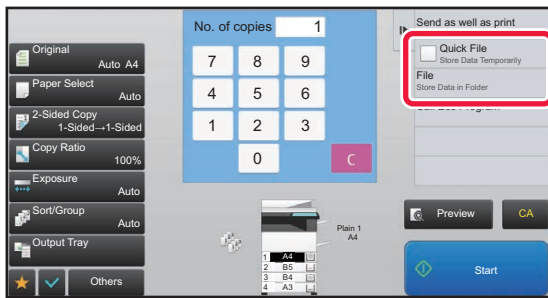 No. of copies 1
Send as well as print
Quick File
Store Data Temporarily
File
Store Data in Folder
Original
Auto A4
Paper Select
Auto
2-Sided Copy
1-Sided→1-Sided
Copy Ratio
100%
Exposure
Auto
Sort/Group
Auto
Output Tray
Others
7 8 9
4 5 6
1 2 3
0 C
Plain 1
A4
1 A4
2 B5
3 B4
4 A3
Preview
CA
Start